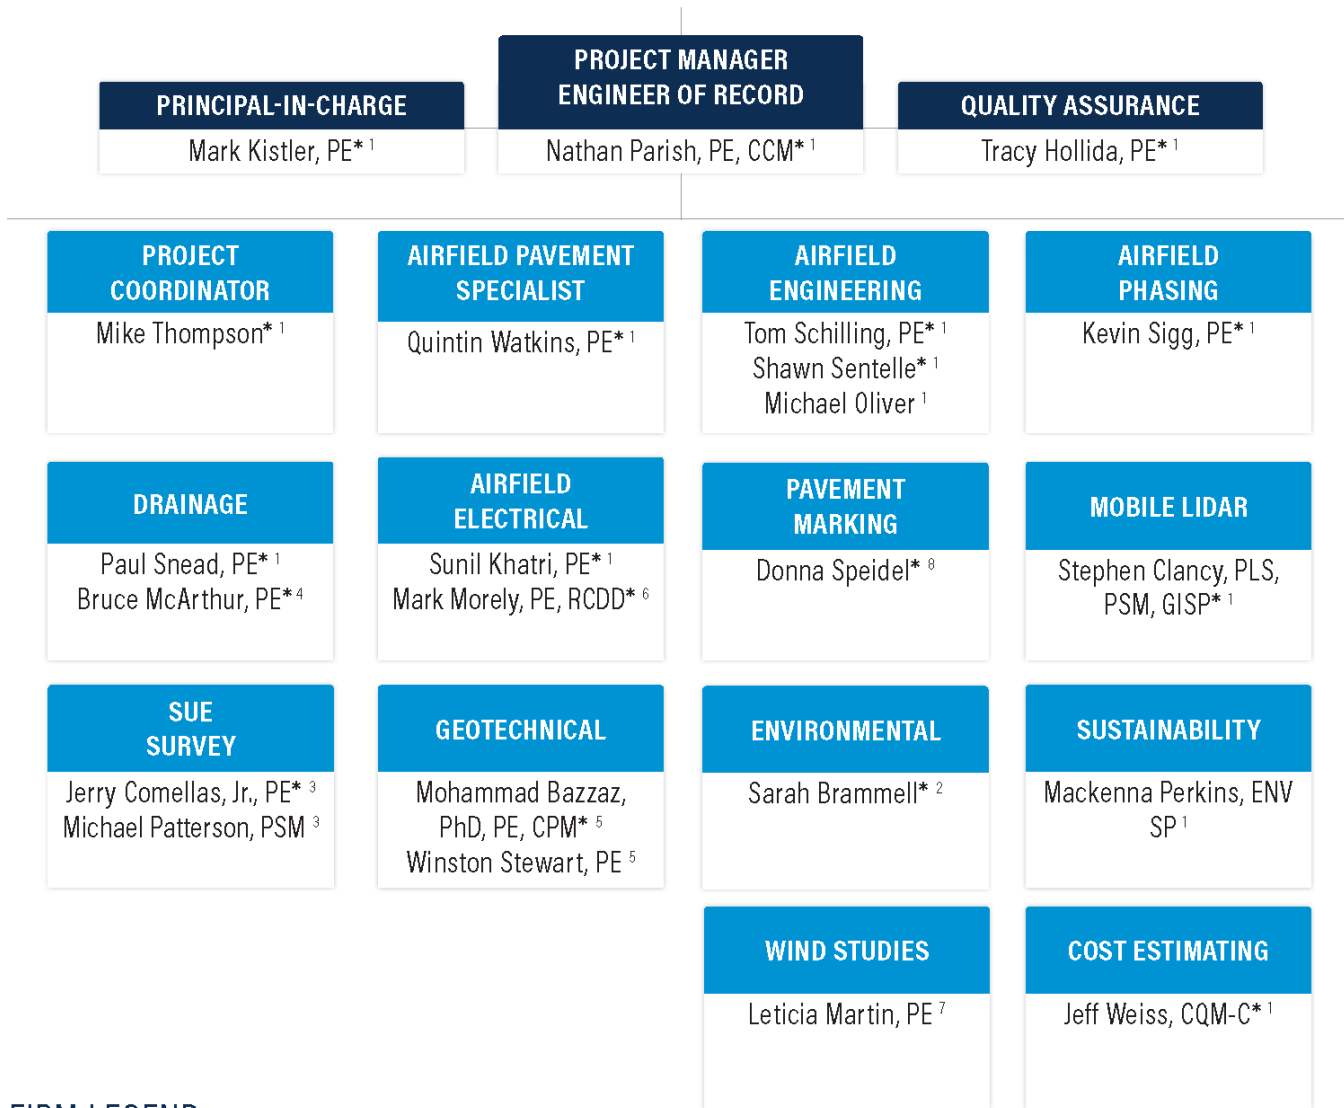 PROJECT MANAGER
ENGINEER OF RECORD
Nathan Parish, PE, CCM* 1
PRINCIPAL-IN-CHARGE
Mark Kistler, PE* 1
QUALITY ASSURANCE
Tracy Hollida, PE* 1
PROJECT
COORDINATOR
Mike Thompson* 1
AIRFIELD PAVEMENT
SPECIALIST
Quintin Watkins, PE* 1
AIRFIELD
ENGINEERING
Tom Schilling, PE* 1
Shawn Sentelle* 1
Michael Oliver 1
AIRFIELD
PHASING
Kevin Sigg, PE* 1
DRAINAGE
Paul Snead, PE* 1
Bruce McArthur, PE* 4
AIRFIELD
ELECTRICAL
Sunil Khatri, PE* 1
Mark Morely, PE, RCDD* 6
PAVEMENT
MARKING
Donna Speidel* 8
MOBILE LIDAR
Stephen Clancy, PLS,
PSM, GISP* 1
SUE
SURVEY
Jerry Comellas, Jr., PE* 3
Michael Patterson, PSM 3
GEOTECHNICAL
Mohammad Bazzaz,
PhD, PE, CPM* 5
Winston Stewart, PE 5
ENVIRONMENTAL
Sarah Brammell* 2
SUSTAINABILITY
Mackenna Perkins, ENV
SP 1
WIND STUDIES
Leticia Martin, PE 7
COST ESTIMATING
Jeff Weiss, CQM-C* 1
FIRM LEGEND